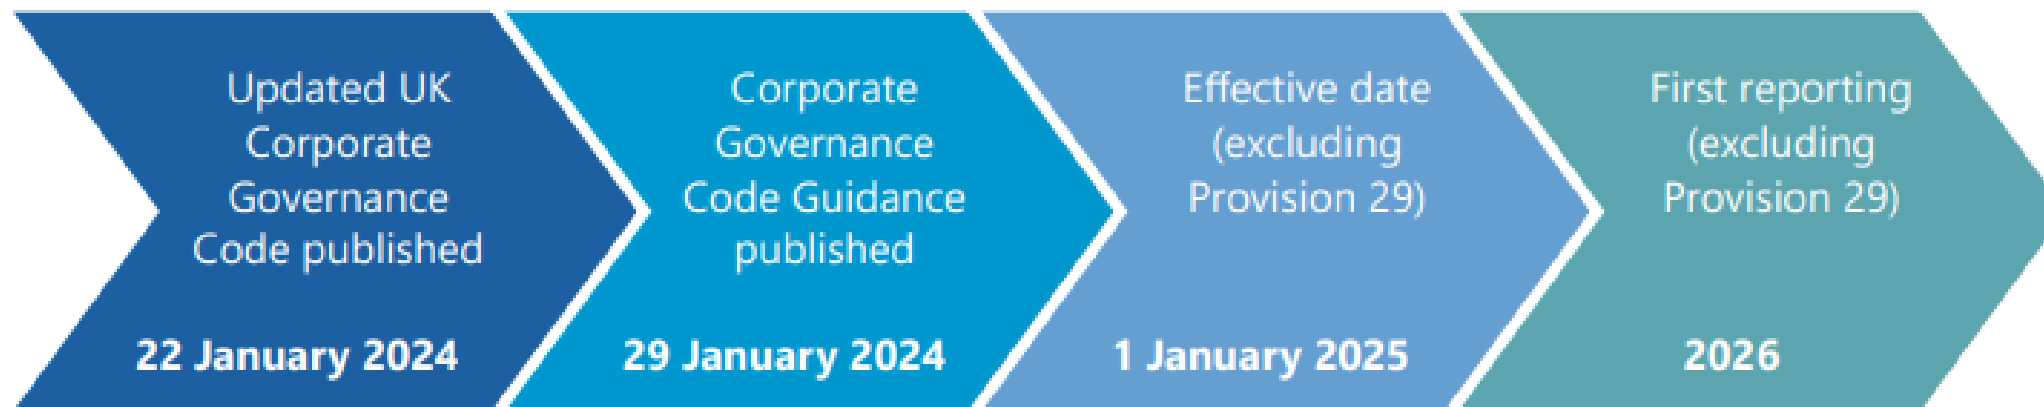 Updated UK
Corporate
Governance
Code published
22 January 2024
Corporate
Governance
Code Guidance
published
29 January 2024
Effective date
(excluding
Provision 29)
1 January 2025
First reporting
(excluding
Provision 29)
2026